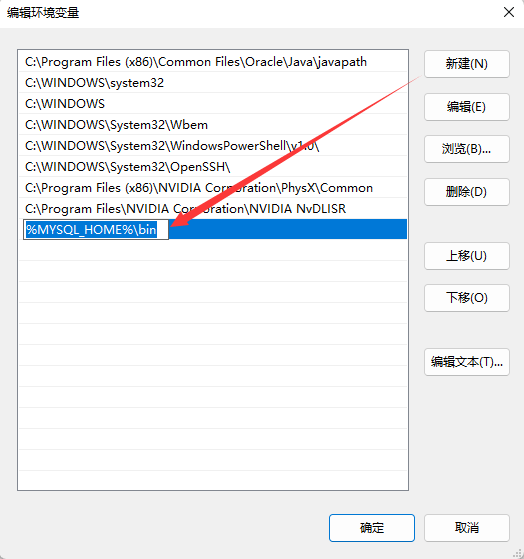 编辑环境变量
C:\Program Files (x86)\Common Files\Oracle\Java\javapath
C:\WINDOWS\system32
C:\WINDOWS
C:\WINDOWS\System32\Wbem
C:\WINDOWS\System32\WindowsPowerShell\v1.0\
C:\WINDOWS\System32\OpenSSH\
C:\Program Files (x86)\NVIDIA Corporation\PhysX\Common
C:\Program Files\NVIDIA Corporation\NVIDIA NvDLISR
%MYSQL_HOME%\bin
新建(N)
编辑(E)
浏览(B)...
删除(D)
上移(U)
下移(O)
编辑文本(T)...
确定
取消